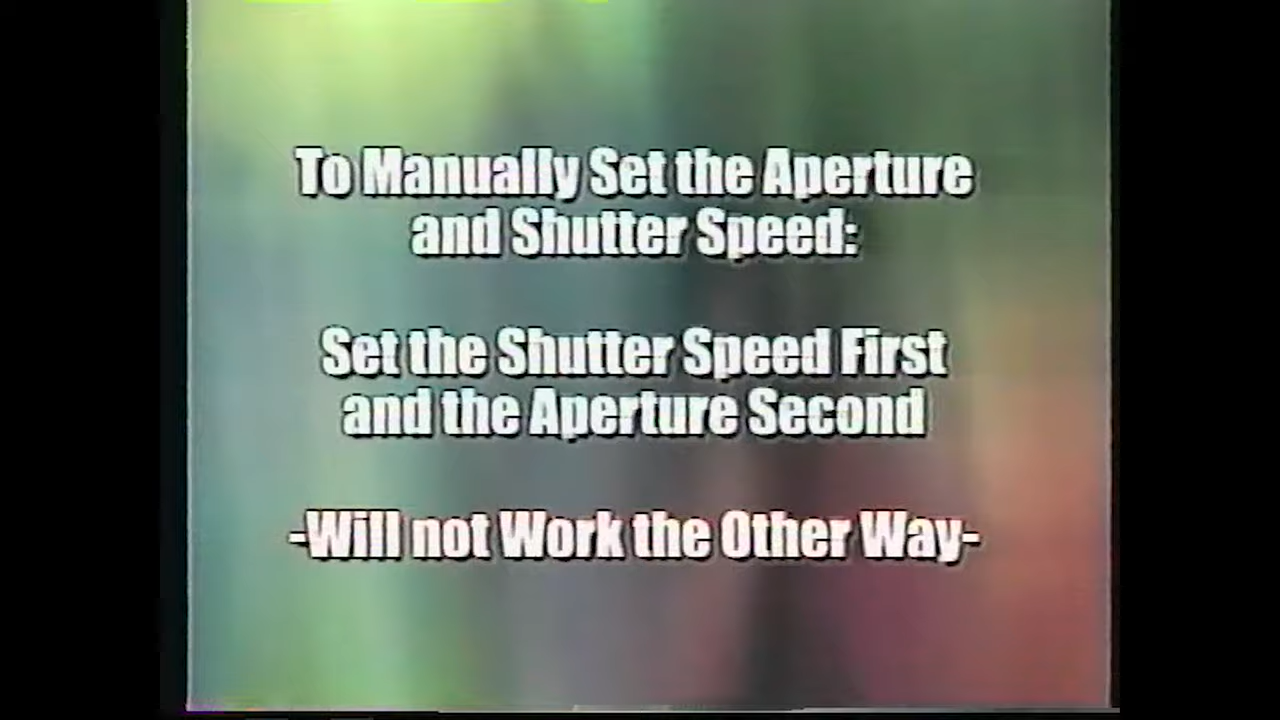 To Manually Set the Aperture
and Shutter Speed:
Set the Shutter Speed First
and the Aperture Second
-Will not Work the Other Way-